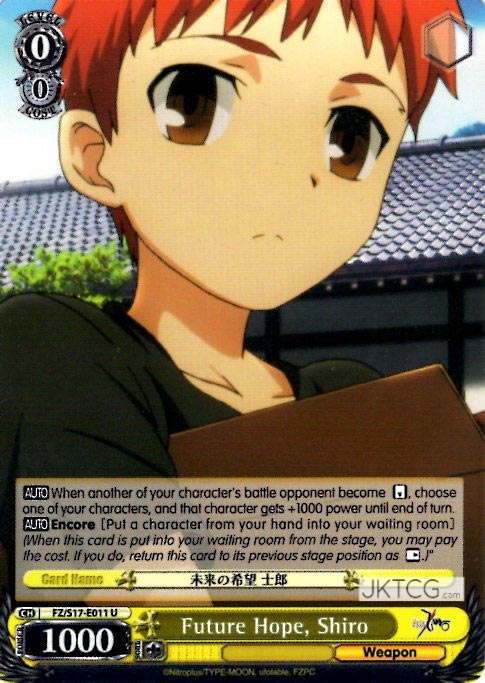 LEVEL
0
0
COST
AUTO When another of your character's battle opponent become, choose
one of your characters, and that character gets +1000 power until end of turn.
AUTO Encore [Put a character from your hand into your waiting room]
(When this card is put into your waiting room from the stage, you may pay
the cost. If you do, return this card to its previous stage position as .)"
Card Name 未来の希望 士郎
JKTCG.com
CH FZ/S17-E011 U
POWER 1000 SOUL
Future Hope, Shiro
Weapon
©Nitroplus/TYPE-MOON, ufotable, FZPC